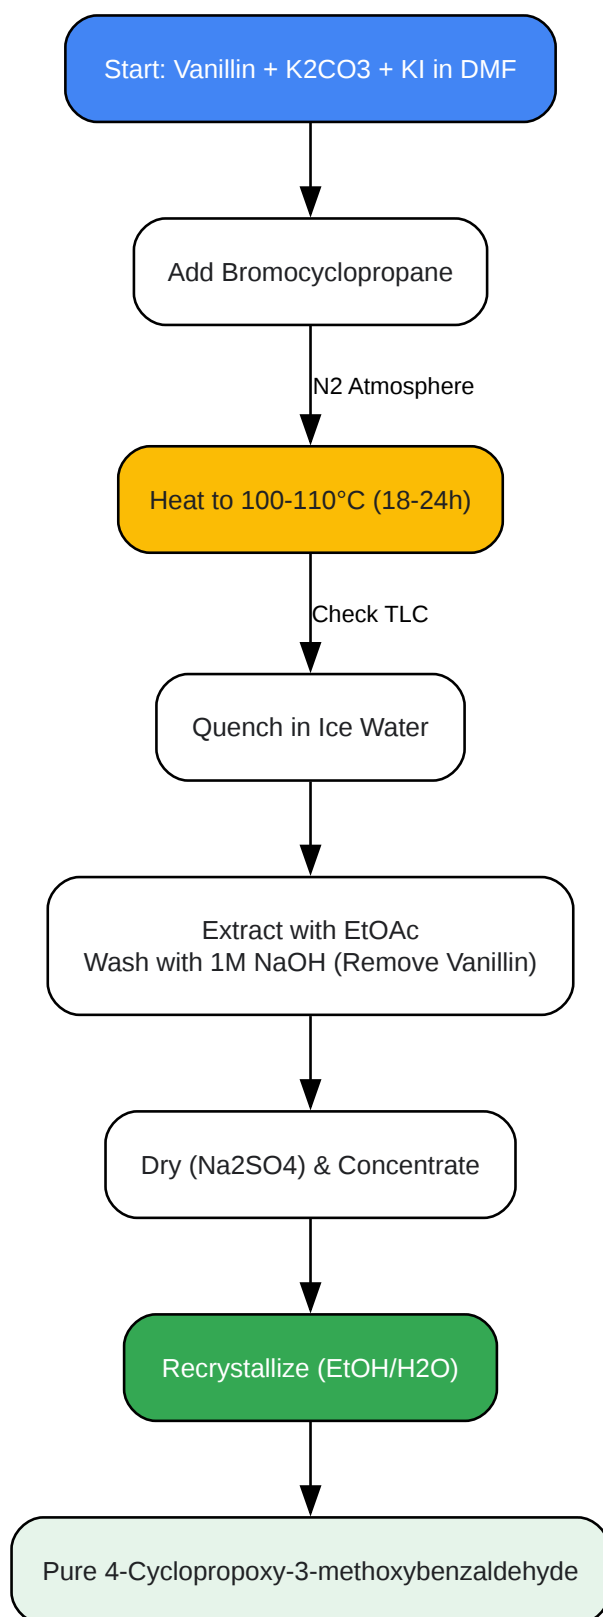 Start: Vanillin + K2CO3 + KI in DMF
Add Bromocyclopropane
N2 Atmosphere
Heat to 100-110°C (18-24h)
Check TLC
Quench in Ice Water
Extract with EtOAc
Wash with 1M NaOH (Remove Vanillin)
Dry (Na2SO4) & Concentrate
Recrystallize (EtOH/H2O)
Pure 4-Cyclopropoxy-3-methoxybenzaldehyde